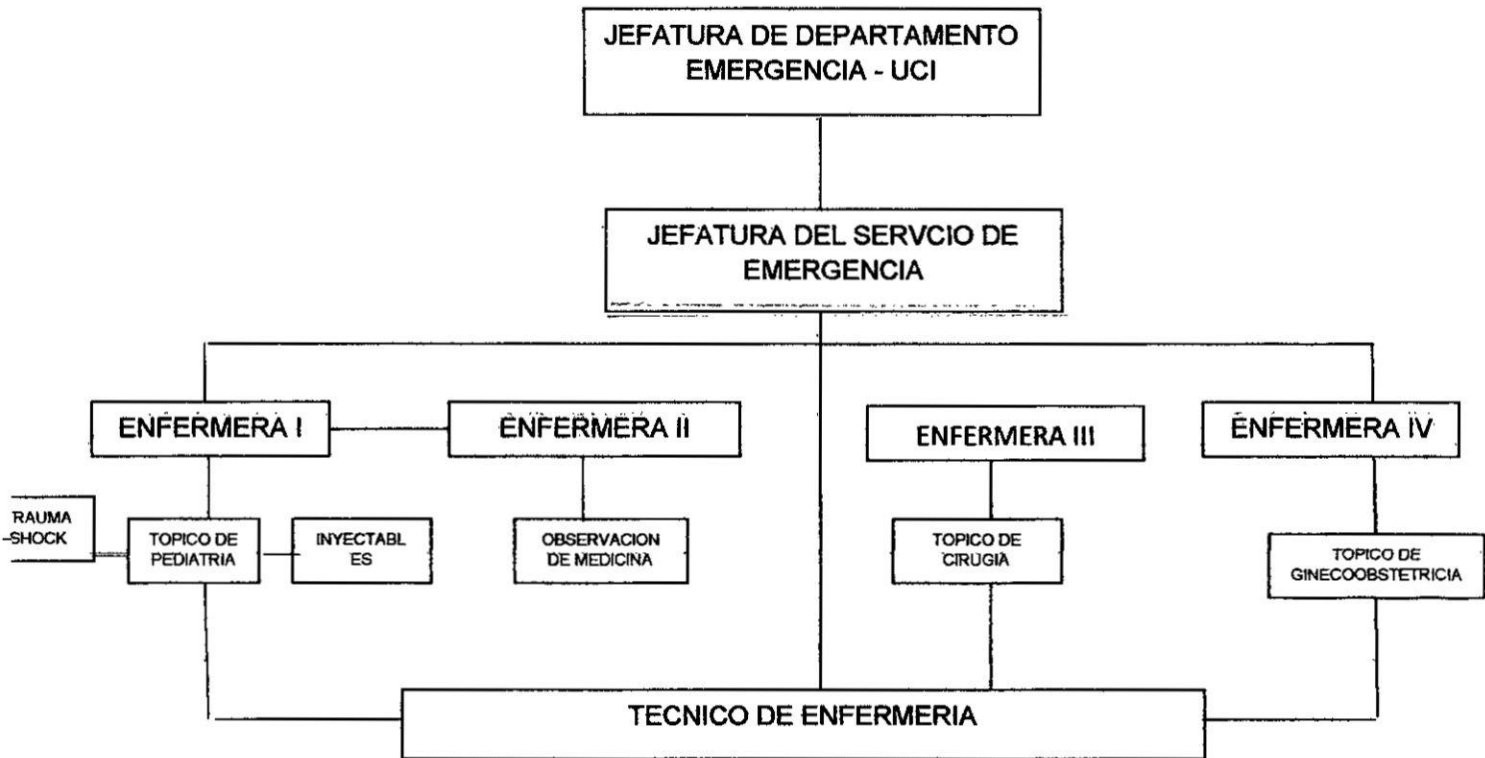 JEFATURA DE DEPARTAMENTO
EMERGENCIA - UCI
JEFATURA DEL SERVCIO DE
EMERGENCIA
ENFERMERA I
ENFERMERA II
ENFERMERA III
ENFERMERA IV
RAUMA
SHOCK
TOPICO DE
PEDIATRIA
INYECTABL
ES
OBSERVACION
DE MEDICINA
TOPICO DE
CIRUGIA
TOPICO DE
GINECOOBSTETRICIA
TECNICO DE ENFERMERIA